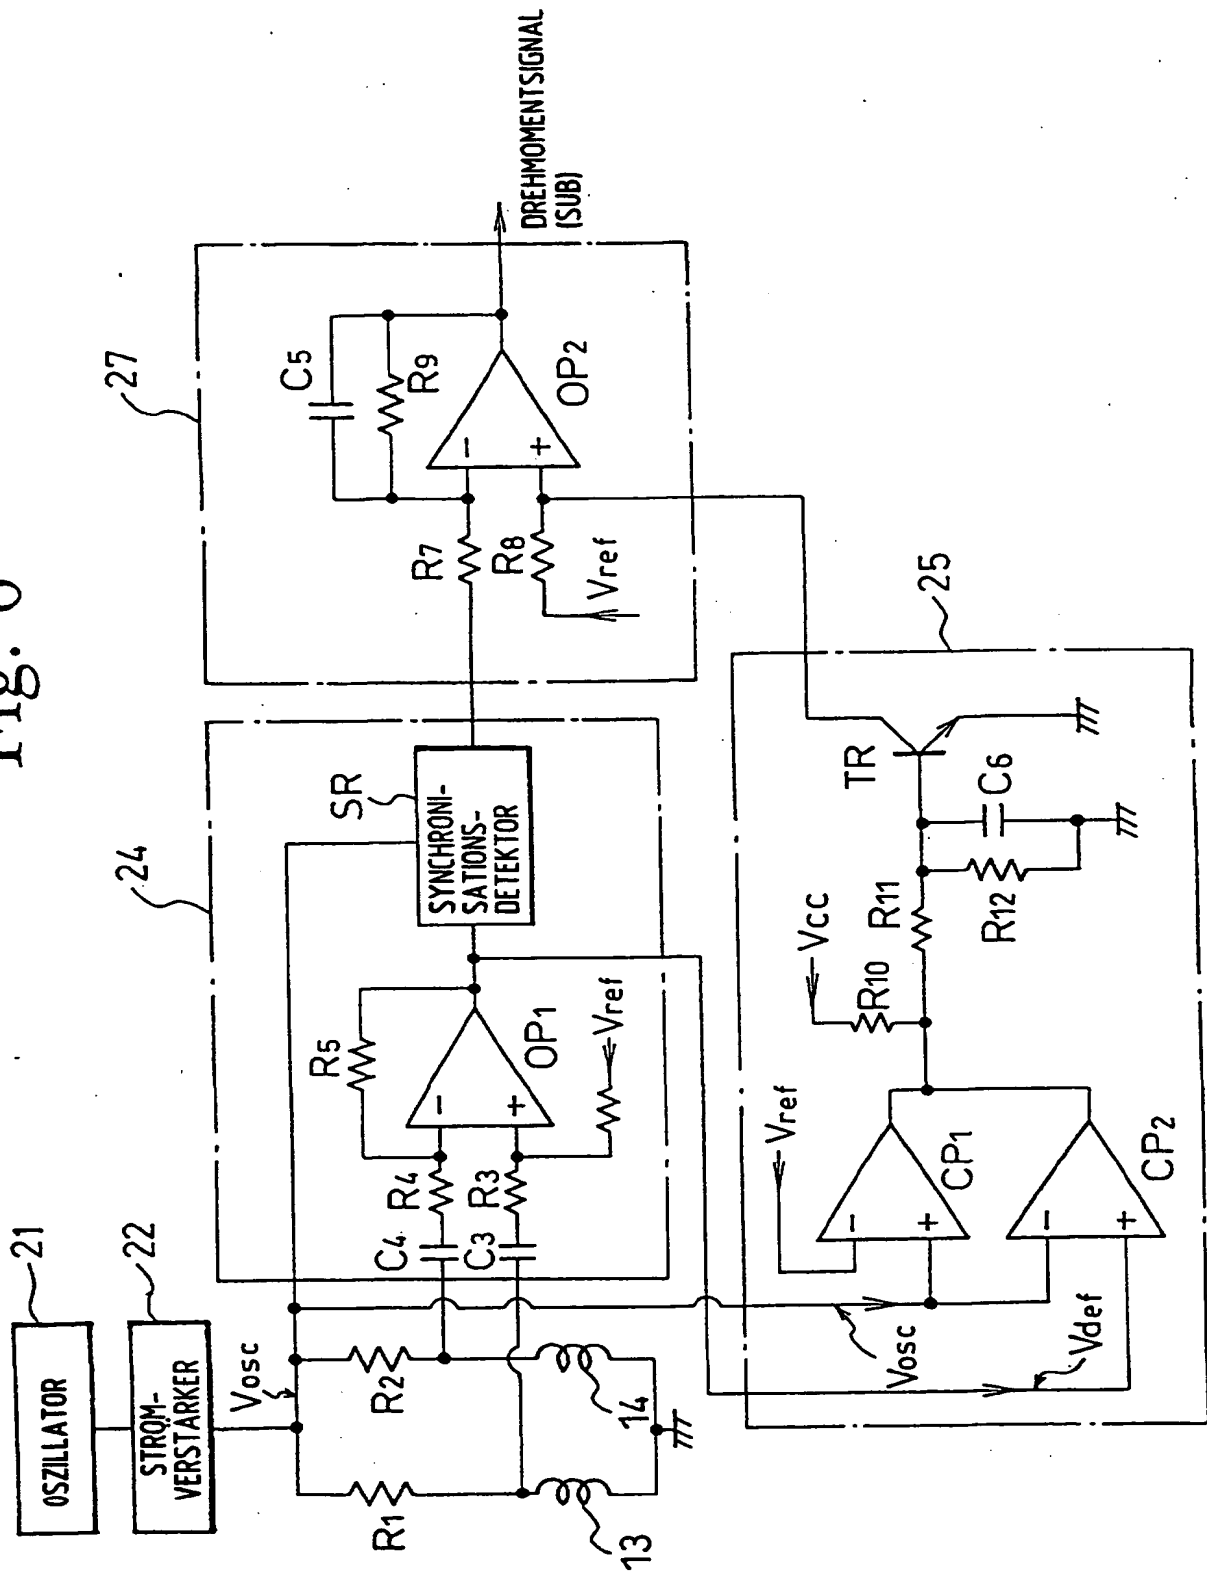 Fig. 6
21
OSZILLATOR
22
STROM-
VERSTÄRKER
Vosc
R1
R2
13
14
24
C4
R4
C3
R3
R5
OP1
Vref
SR
SYNCHRONI-
SATIONS-
DETEKTOR
27
C5
R9
R7
R8
OP2
Vref
DREHMOMENTSIGNAL
(SUB)
25
Vosc
Vdef
Vref
CP1
CP2
Vcc
R10
R11
R12
C6
TR